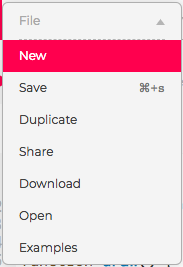 File
New
Save ⌘+s
Duplicate
Share
Download
Open
Examples